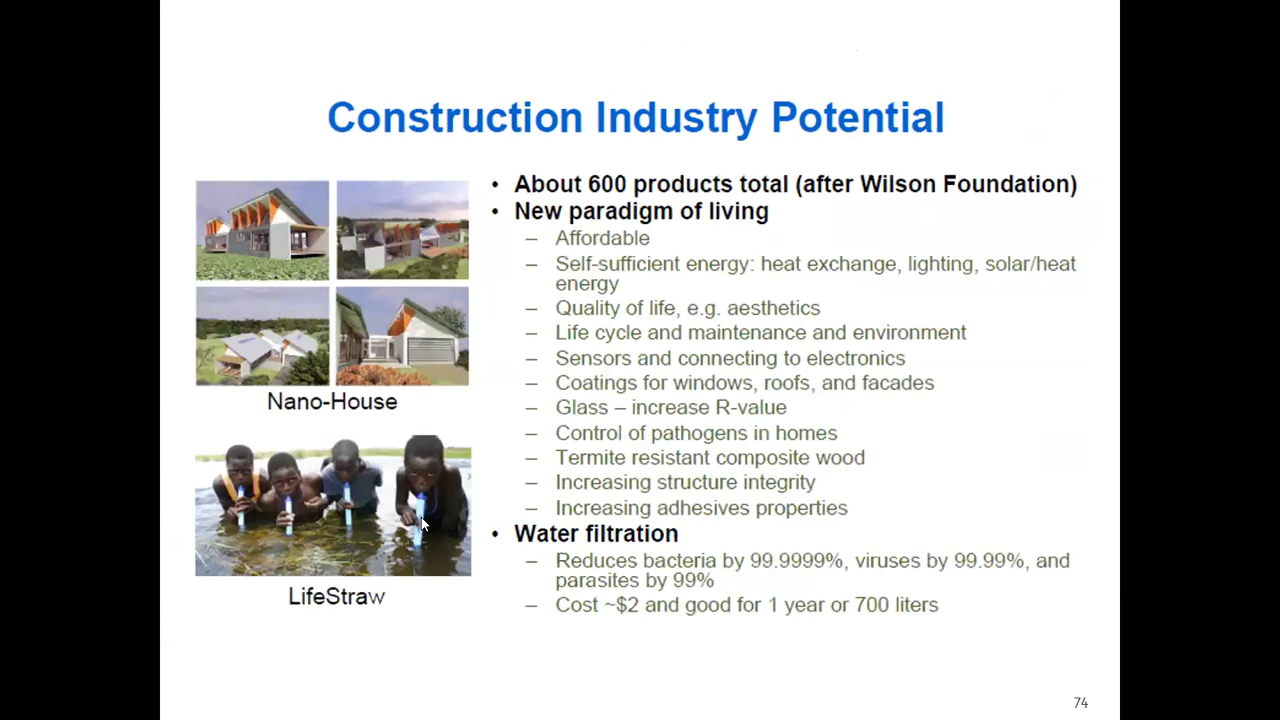 Construction Industry Potential
• About 600 products total (after Wilson Foundation)
• New paradigm of living
– Affordable
– Self-sufficient energy: heat exchange, lighting, solar/heat
energy
– Quality of life, e.g. aesthetics
– Life cycle and maintenance and environment
– Sensors and connecting to electronics
– Coatings for windows, roofs, and facades
– Glass – increase R-value
– Control of pathogens in homes
– Termite resistant composite wood
– Increasing structure integrity
– Increasing adhesives properties
• Water filtration
– Reduces bacteria by 99.9999%, viruses by 99.99%, and
parasites by 99%
– Cost ~$2 and good for 1 year or 700 liters
Nano-House
LifeStraw
74